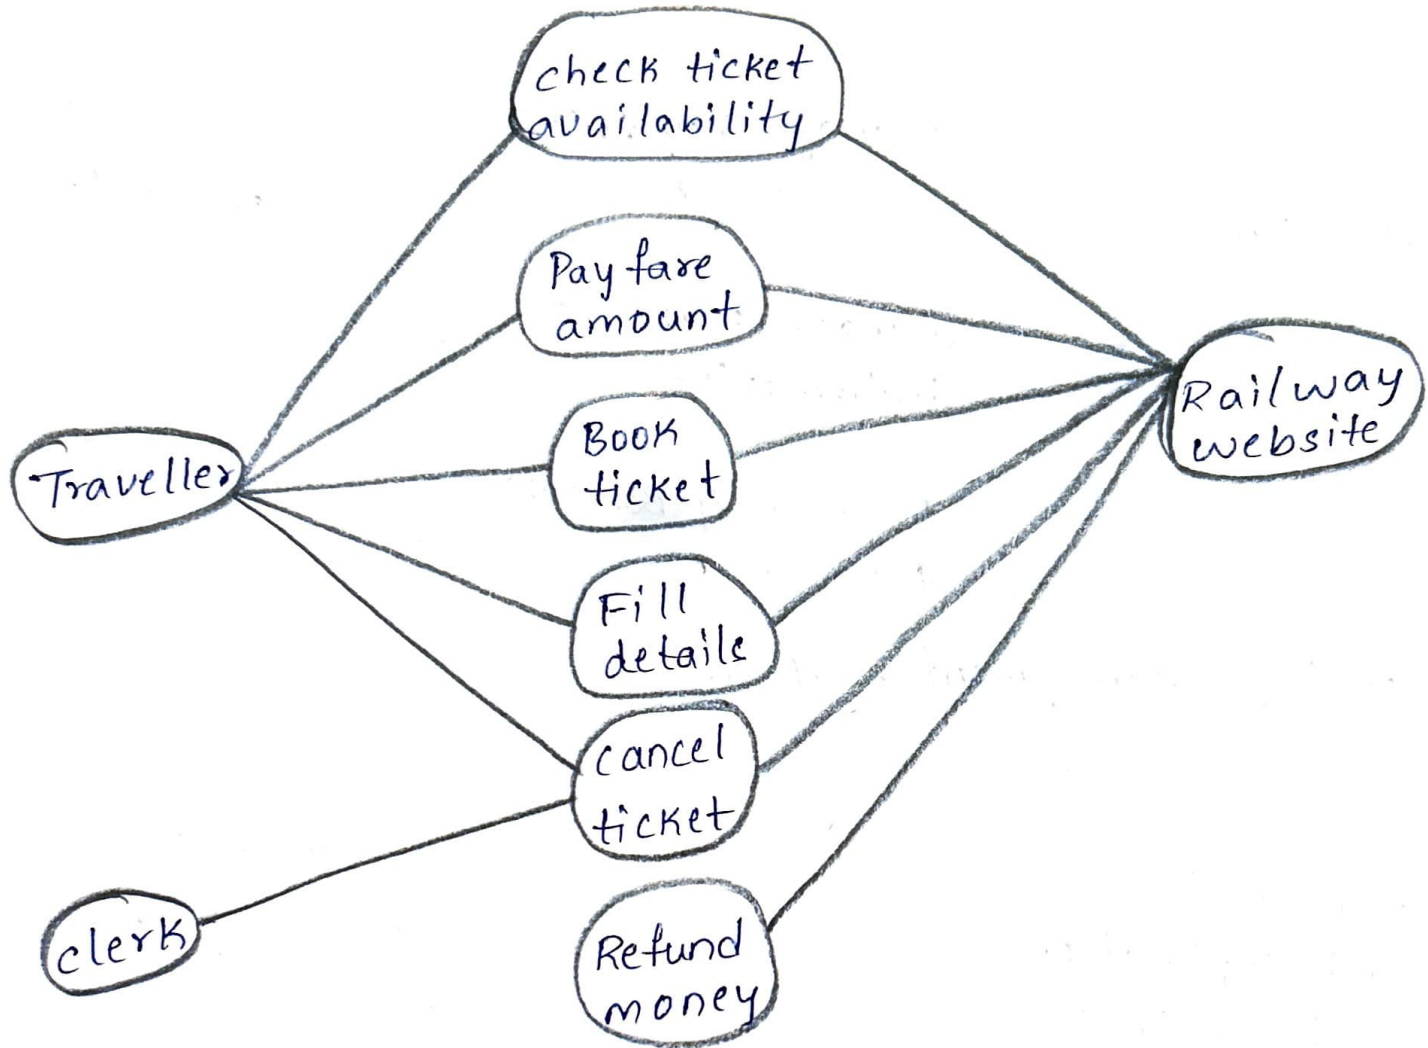 check ticket
availability
Pay fare
amount
Book
ticket
Traveller
Railway
website
Fill
details
cancel
ticket
clerk
Refund
money